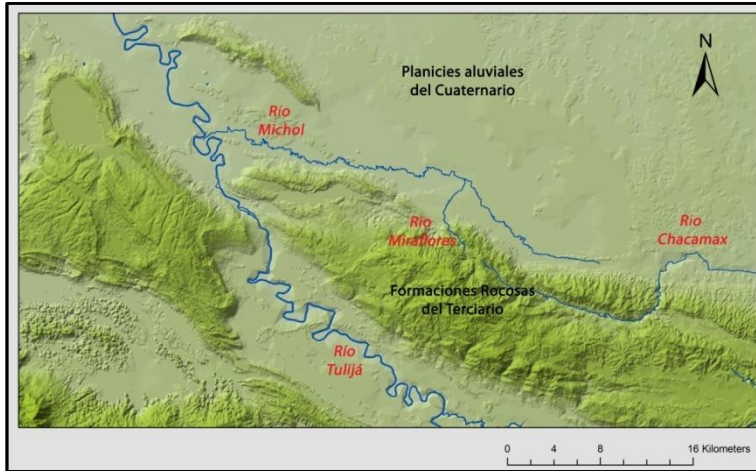 Planicies aluviales
del Cuaternario
N
Río
Michol
Río
Miraflores
Río
Chacamax
Formaciones Rocosas
del Terciario
Río
Tulijá
0 4 8 16 Kilometers